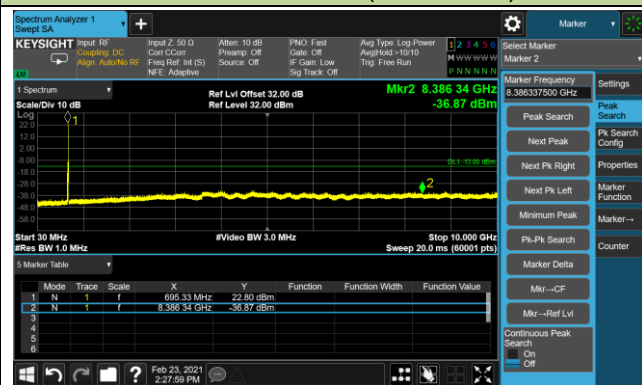 Spectrum Analyzer 1
Swept SA
+
Marker
KEYSIGHT
Input: RF
Coupling: DC
Align: Auto/No RF
Input Z: 50 Ω
Corr CCorr
Freq Ref: Int (S)
NFE: Adaptive
Atten: 10 dB
Preamp: Off
Source: Off
PNO: Fast
Gate: Off
IF Gain: Low
Sig Track: Off
Avg Type: Log-Power
Avg|Hold:>10/10
Trig: Free Run
1 2 3 4 5 6
M W W W W W
P N N N N N
LXI
Select Marker
Marker 2
1 Spectrum
Scale/Div 10 dB
Ref Lvl Offset 32.00 dB
Ref Level 32.00 dBm
Mkr2 8.386 34 GHz
-36.87 dBm
Log
22.0
12.0
2.00
-8.00
-18.0
-28.0
-38.0
-48.0
-58.0
1
DL1 -13.00 dBm
2
Start 30 MHz
#Res BW 1.0 MHz
#Video BW 3.0 MHz
Stop 10.000 GHz
Sweep 20.0 ms (60001 pts)
5 Marker Table
Mode Trace Scale X Y Function Function Width Function Value
1 N 1 f 695.33 MHz 22.80 dBm
2 N 1 f 8.386 34 GHz -36.87 dBm
3
4
5
6
Marker Frequency
8.386337500 GHz
Peak Search
Next Peak
Next Pk Right
Next Pk Left
Minimum Peak
Pk-Pk Search
Marker Delta
Mkr→CF
Mkr→Ref Lvl
Continuous Peak
Search
On
Off
Settings
Peak
Search
Pk Search
Config
Properties
Marker
Function
Marker→
Counter
?
Feb 23, 2021
2:27:59 PM